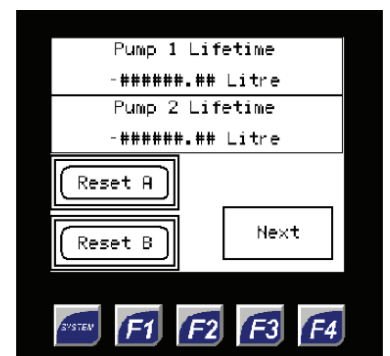 Pump 1 Lifetime
-######.## Litre
Pump 2 Lifetime
-######.## Litre
Reset A
Reset B
Next
SYSTEM F1 F2 F3 F4